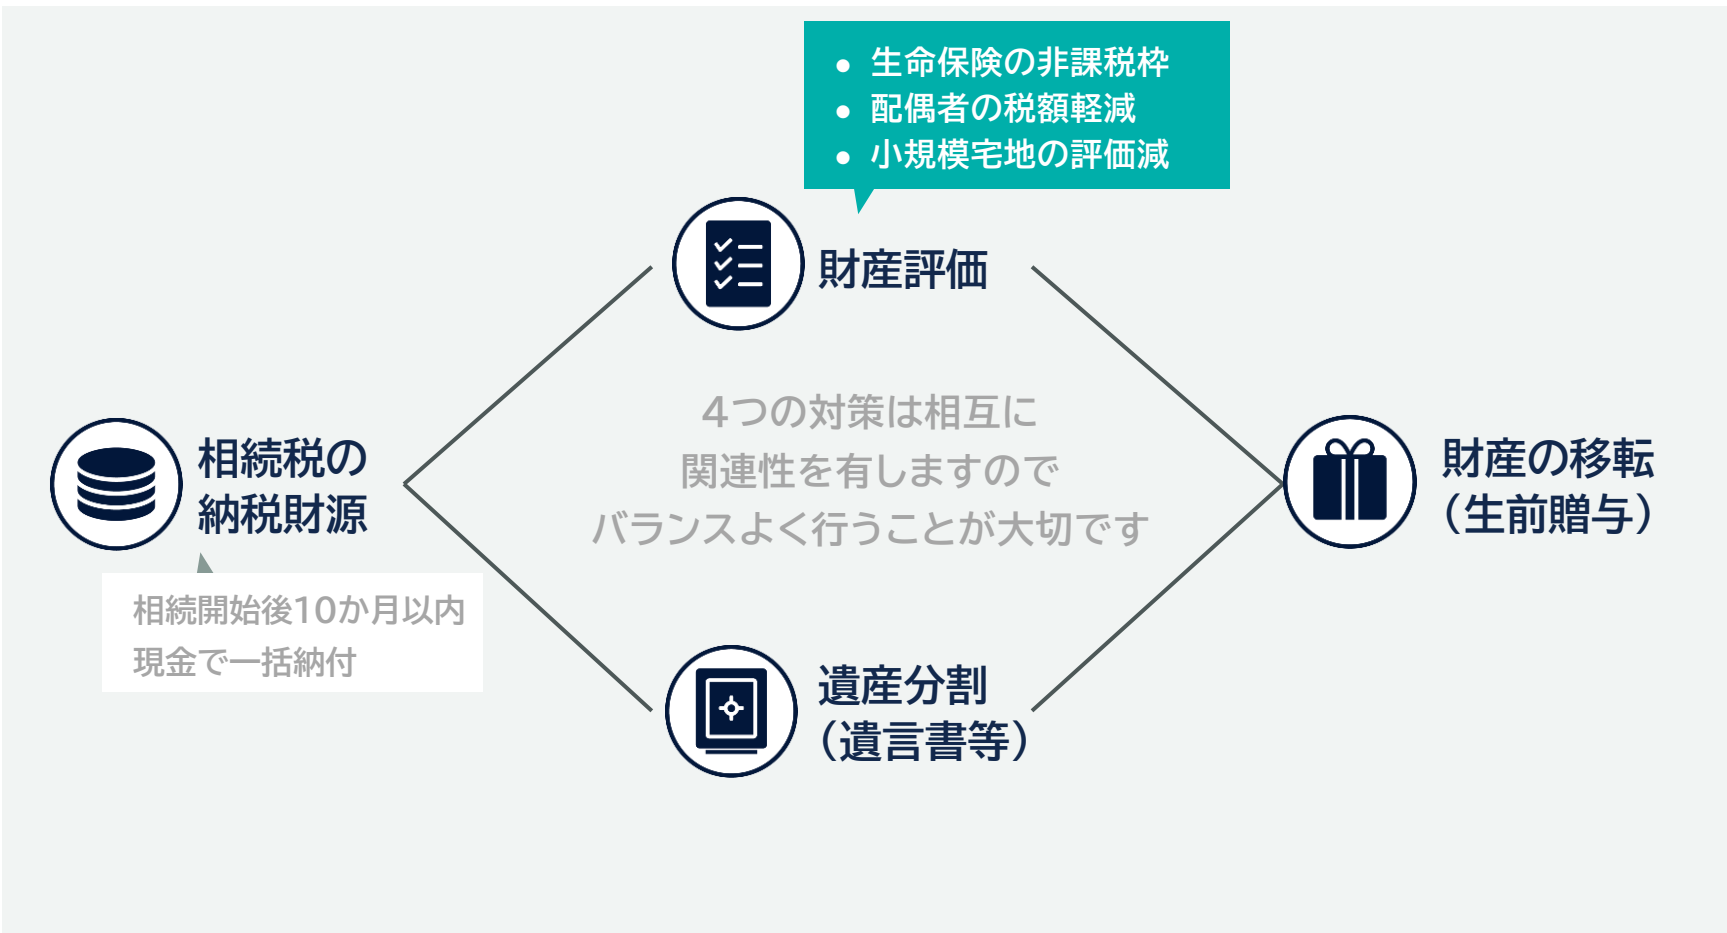 ● 生命保険の非課税枠
● 配偶者の税額軽減
● 小規模宅地の評価減
財産評価
4つの対策は相互に
関連性を有しますので
バランスよく行うことが大切です
相続税の
納税財源
相続開始後10か月以内
現金で一括納付
財産の移転
(生前贈与)
遺産分割
(遺言書等)